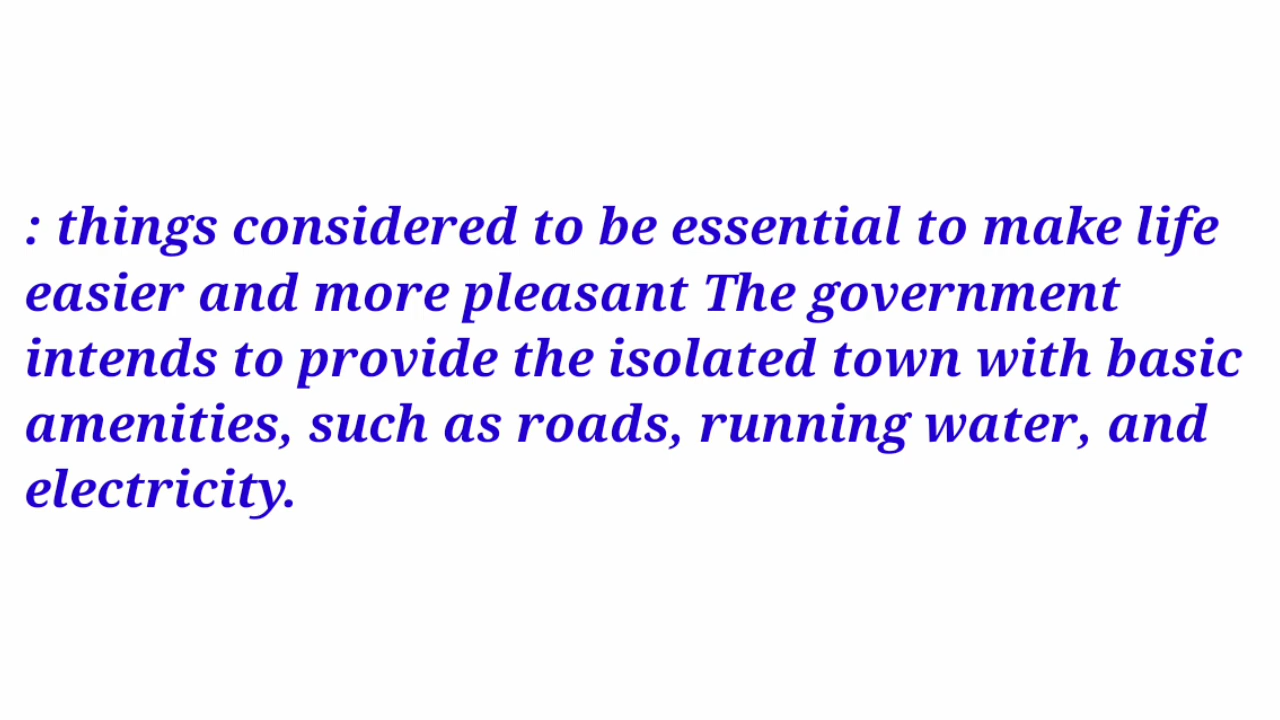 : things considered to be essential to make life
easier and more pleasant The government
intends to provide the isolated town with basic
amenities, such as roads, running water, and
electricity.